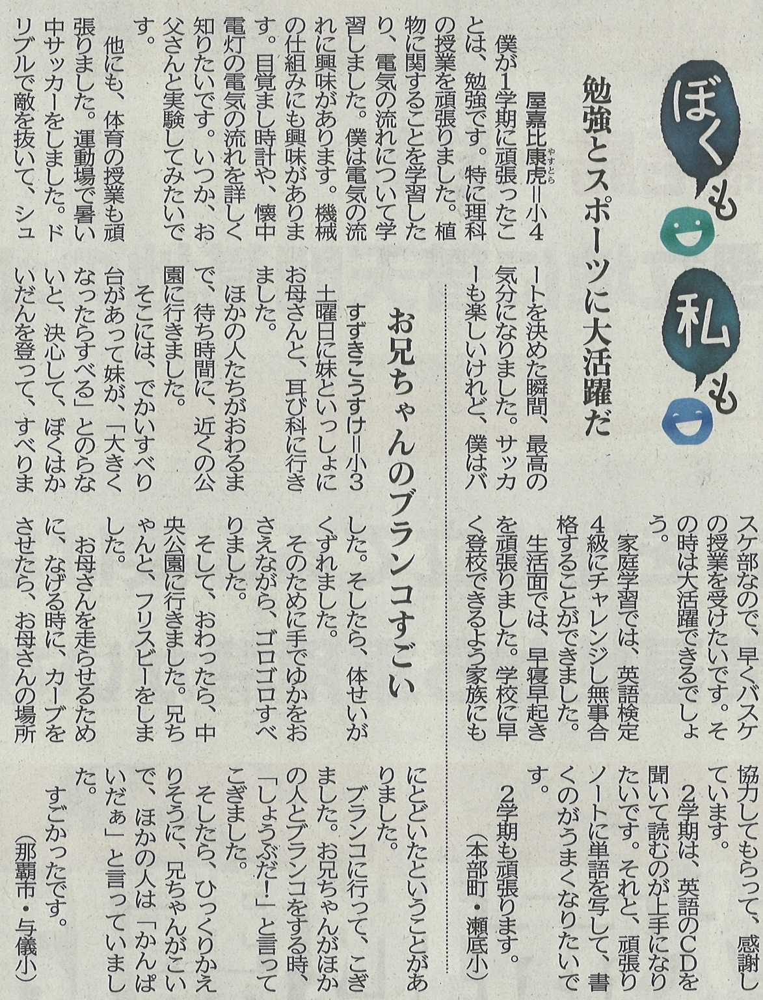 ぼくも
私も
勉強とスポーツに大活躍だ
屋嘉比康虎＝小４
やすとら
僕が１学期に頑張ったこ
とは、勉強です。特に理科
の授業を頑張りました。植
物に関することを学習した
り、電気の流れについて学
習しました。僕は電気の流
れに興味があります。機械
の仕組みにも興味がありま
す。目覚まし時計や、懐中
電灯の電気の流れを詳しく
知りたいです。いつか、お
父さんと実験してみたいで
す。
他にも、体育の授業も頑
張りました。運動場で暑い
中サッカーをしました。ド
リブルで敵を抜いて、シュ
ートを決めた瞬間、最高の
気分になりました。サッカ
ーも楽しいけれど、僕はバ
スケ部なので、早くバスケ
の授業を受けたいです。そ
の時は大活躍できるでしょ
う。
家庭学習では、英語検定
４級にチャレンジし無事合
格することができました。
生活面では、早寝早起き
を頑張りました。学校に早
く登校できるよう家族にも
協力してもらって、感謝し
ています。
２学期は、英語のＣＤを
聞いて読むのが上手になり
たいです。それと、頑張り
ノートに単語を写して、書
くのがうまくなりたいで
す。
２学期も頑張ります。
（本部町・瀬底小）
お兄ちゃんのブランコすごい
すずきこうすけ＝小３
土曜日に妹といっしょに
お母さんと、耳び科に行き
ました。
ほかの人たちがおわるま
で、待ち時間に、近くの公
園に行きました。
そこには、でかいすべり
台があって妹が、「大きく
なったらすべる」とのらな
いと、決心して、ぼくはか
いだんを登って、すべりま
した。そしたら、体せいが
くずれました。
そのために手でゆかをお
さえながら、ゴロゴロすべ
りました。
そして、おわったら、中
央公園に行きました。兄ち
ゃんと、フリスビーをしま
した。
お母さんを走らせるため
に、なげる時に、カーブを
させたら、お母さんの場所
にとどいたということがあ
りました。
ブランコに行って、こぎ
ました。お兄ちゃんがほか
の人とブランコをする時、
「しょうぶだ！」と言って
こぎました。
そしたら、ひっくりかえ
りそうに、兄ちゃんがこい
で、ほかの人は「かんぱ
いだぁ」と言っていまし
た。
すごかったです。
（那覇市・与儀小）